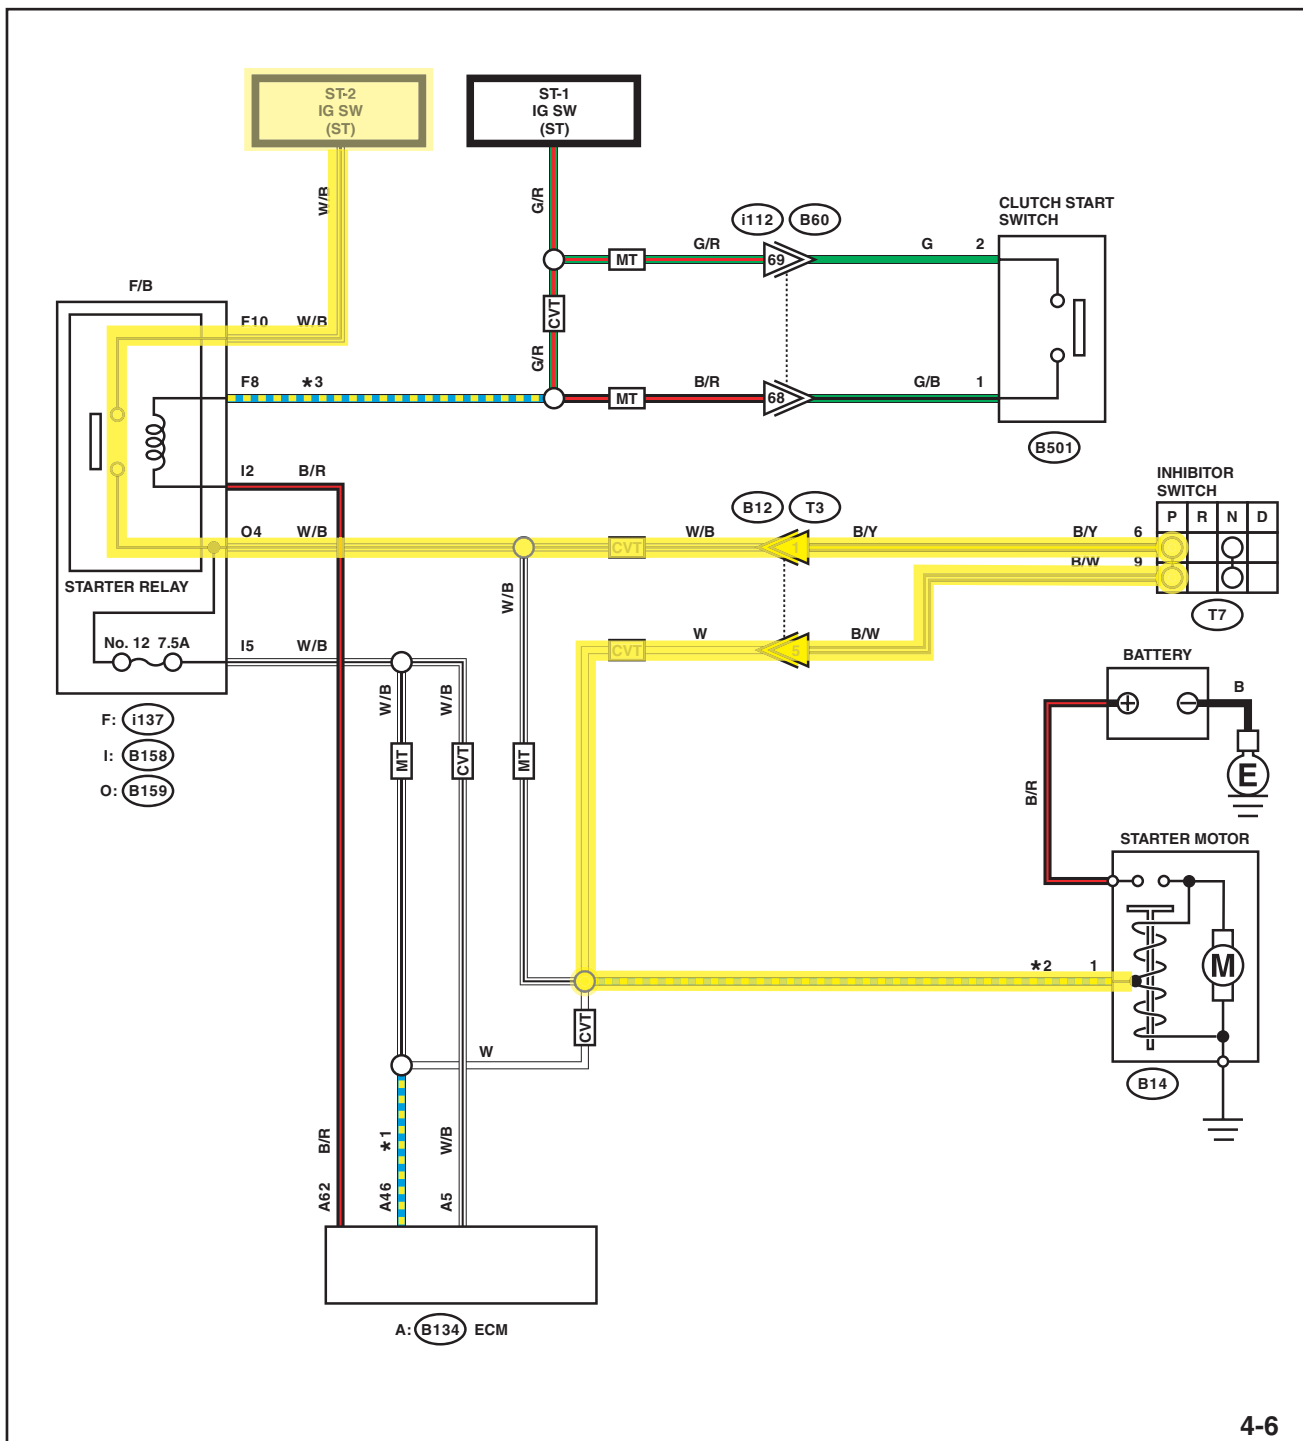 ST-2
IG SW
(ST)
ST-1
IG SW
(ST)
W/B
G/R
i112
B60
CLUTCH START
SWITCH
G/R
G
2
MT
69
F/B
CVT
F10
W/B
G/R
F8
*3
B/R
G/B
1
MT
68
B501
I2
B/R
INHIBITOR
SWITCH
B12
T3
P
R
N
D
O4
W/B
W/B
B/Y
B/Y
6
CVT
1
B/W
9
STARTER RELAY
W/B
T7
No. 12 7.5A
I5
W/B
W
B/W
CVT
5
BATTERY
W/B
W/B
B
F:
i137
I:
B158
MT
CVT
MT
O:
B159
B/R
E
STARTER MOTOR
*2
1
M
CVT
W
B14
B/R
*1
W/B
A62
A46
A5
A:
B134
ECM
4-6